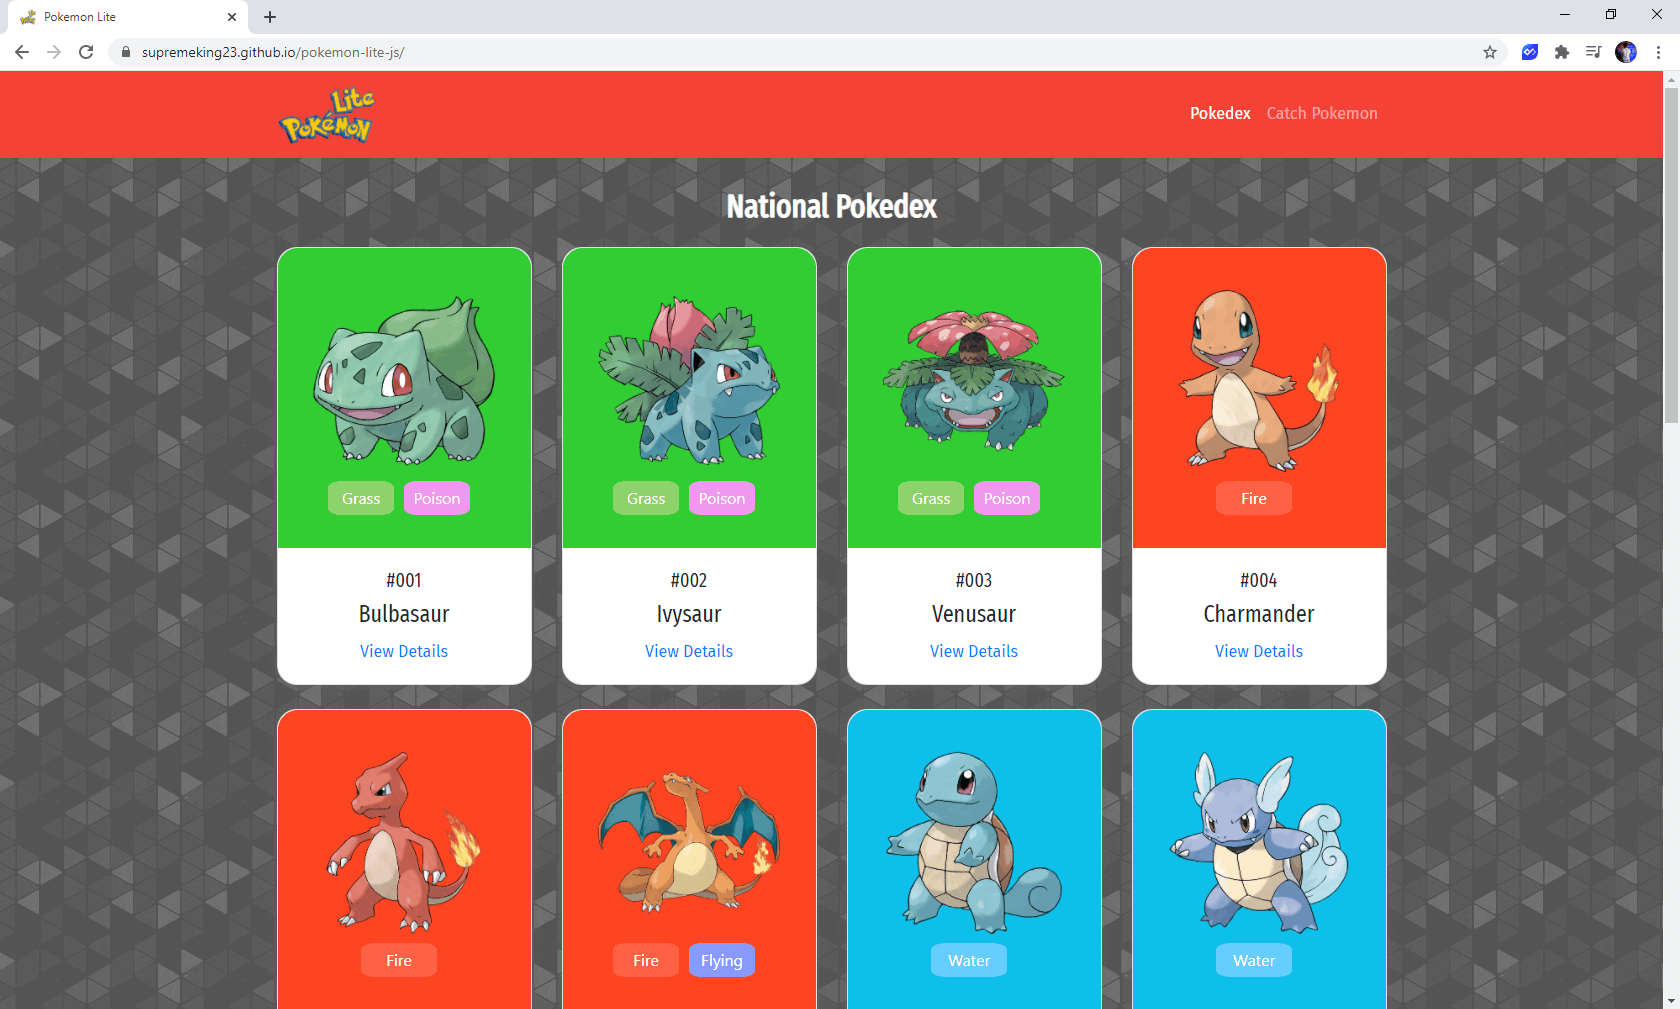 Pokemon Lite
supremeking23.github.io/pokemon-lite-js/
Lite
POKéMON
Pokedex Catch Pokemon
National Pokedex
Grass Poison
Grass Poison
Grass Poison
Fire
#001
Bulbasaur
View Details
#002
Ivysaur
View Details
#003
Venusaur
View Details
#004
Charmander
View Details
Fire
Fire Flying
Water
Water